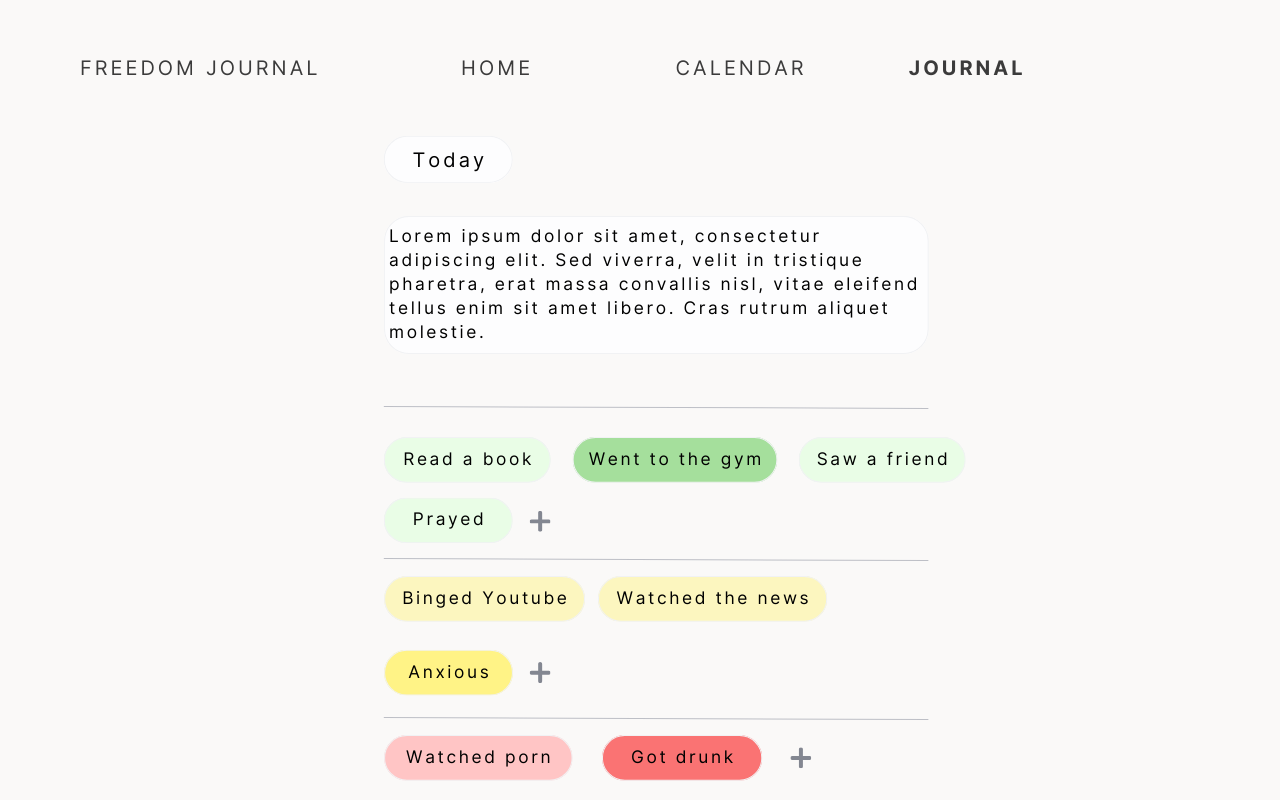 FREEDOM JOURNAL HOME CALENDAR JOURNAL
Today
Lorem ipsum dolor sit amet, consectetur
adipiscing elit. Sed viverra, velit in tristique
pharetra, erat massa convallis nisl, vitae eleifend
tellus enim sit amet libero. Cras rutrum aliquet
molestie.
Read a book Went to the gym Saw a friend
Prayed +
Binged Youtube Watched the news
Anxious +
Watched porn Got drunk +